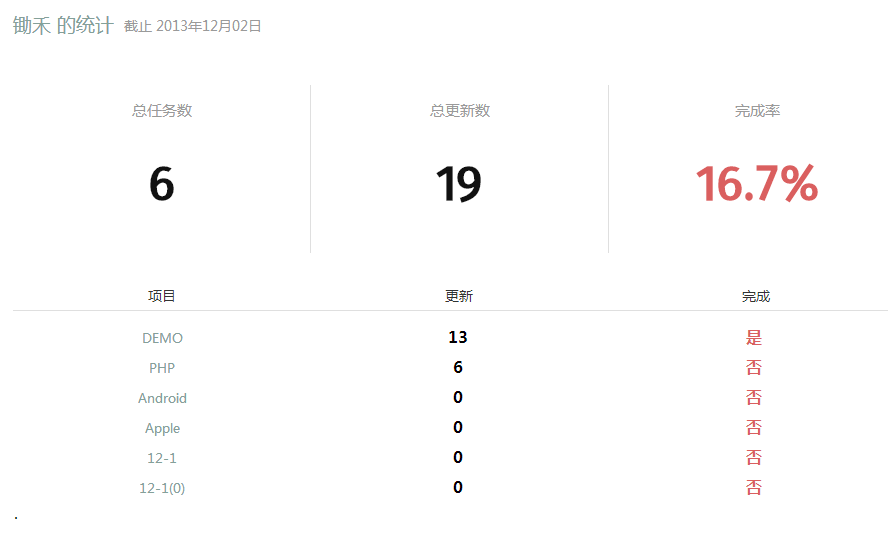 锄禾 的统计 截止 2013年12月02日
总任务数 总更新数 完成率
6 19 16.7%
项目 更新 完成
DEMO 13 是
PHP 6 否
Android 0 否
Apple 0 否
12-1 0 否
12-1(0) 0 否
.